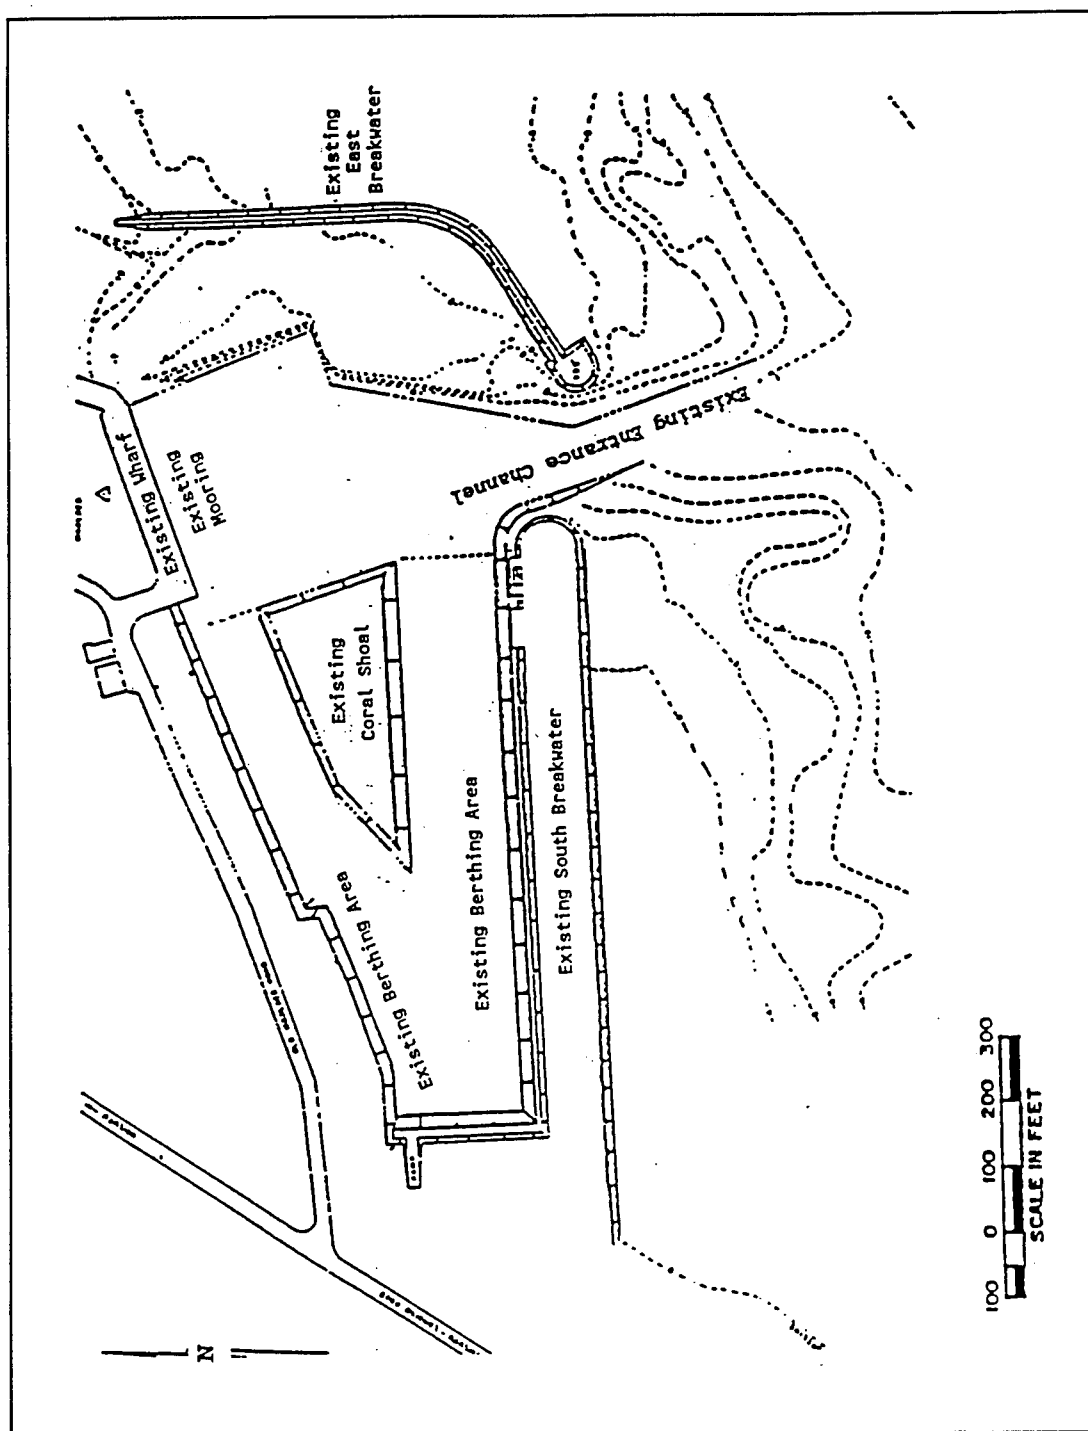 Existing
East
Breakwater
Existing Wharf
Existing
Mooring
Existing Entrance Channel
Existing
Coral Shoal
Existing Berthing Area
Existing Berthing Area
Existing South Breakwater
N
100 0 100 200 300
SCALE IN FEET